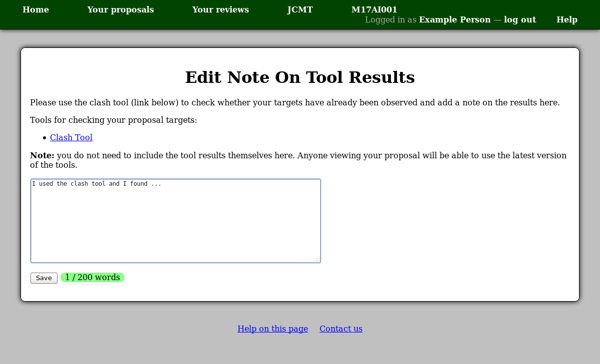 Home Your proposals Your reviews JCMT M17AI001
Logged in as Example Person — log out Help
Edit Note On Tool Results
Please use the clash tool (link below) to check whether your targets have already been observed and add a note on the results here.
Tools for checking your proposal targets:
• Clash Tool
Note: you do not need to include the tool results themselves here. Anyone viewing your proposal will be able to use the latest version
of the tools.
I used the clash tool and I found ...
Save 1 / 200 words
Help on this page Contact us